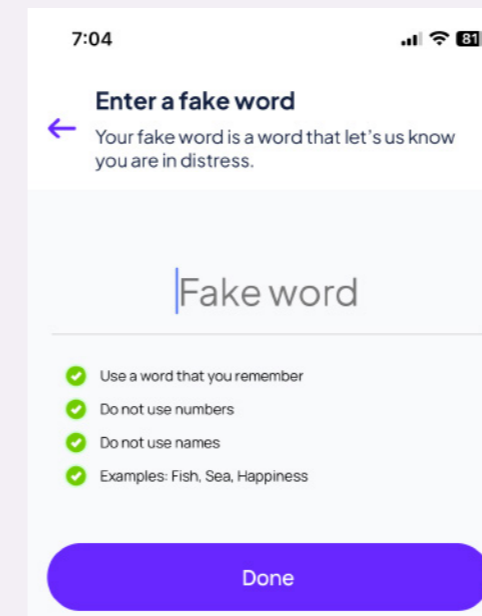 7:04
81
Enter a fake word
Your fake word is a word that let's us know
you are in distress.
Fake word
Use a word that you remember
Do not use numbers
Do not use names
Examples: Fish, Sea, Happiness
Done